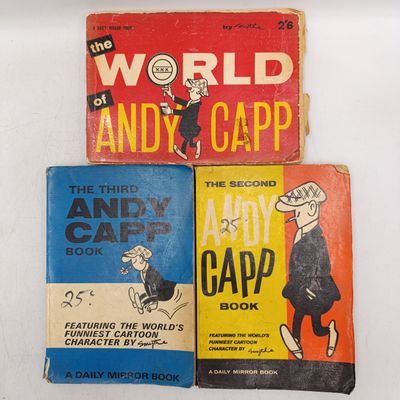 A DAILY MIRROR BOOK
by Smythe 2'6
the
WORLD
XXX
of
ANDY CAPP
THE THIRD
ANDY
CAPP
BOOK
25¢
FEATURING THE WORLD'S
FUNNIEST CARTOON
CHARACTER BY Smythe
A DAILY MIRROR BOOK
THE SECOND
ANDY
25¢
CAPP
BOOK
FEATURING THE WORLD'S
FUNNIEST CARTOON
CHARACTER BY Smythe
A DAILY MIRROR BOOK